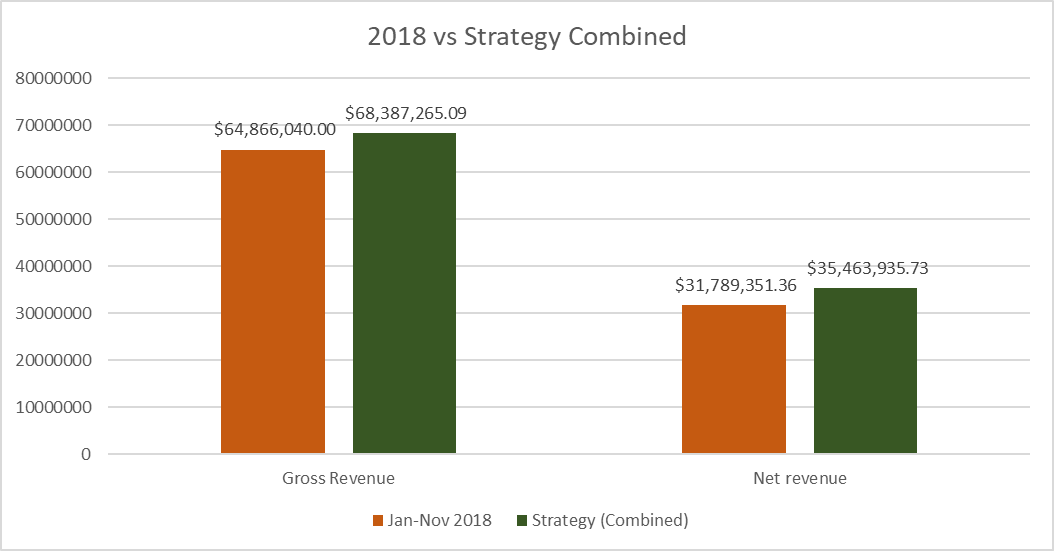 2018 vs Strategy Combined
80000000
70000000
60000000
50000000
40000000
30000000
20000000
10000000
0
$64,866,040.00
$68,387,265.09
$31,789,351.36
$35,463,935.73
Gross Revenue
Net revenue
Jan-Nov 2018
Strategy (Combined)